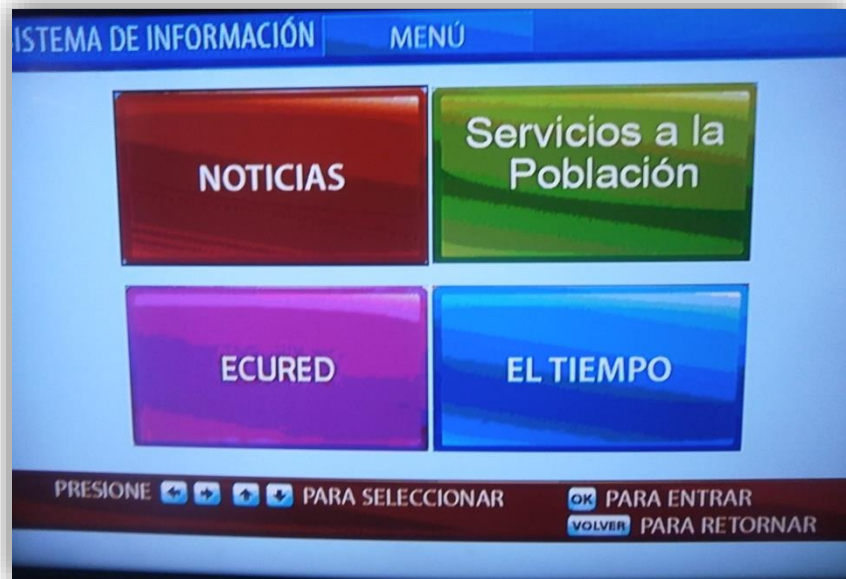 ISTEMA DE INFORMACIÓN MENÚ
NOTICIAS
Servicios a la
Población
ECURED
EL TIEMPO
PRESIONE PARA SELECCIONAR
OK PARA ENTRAR
VOLVER PARA RETORNAR